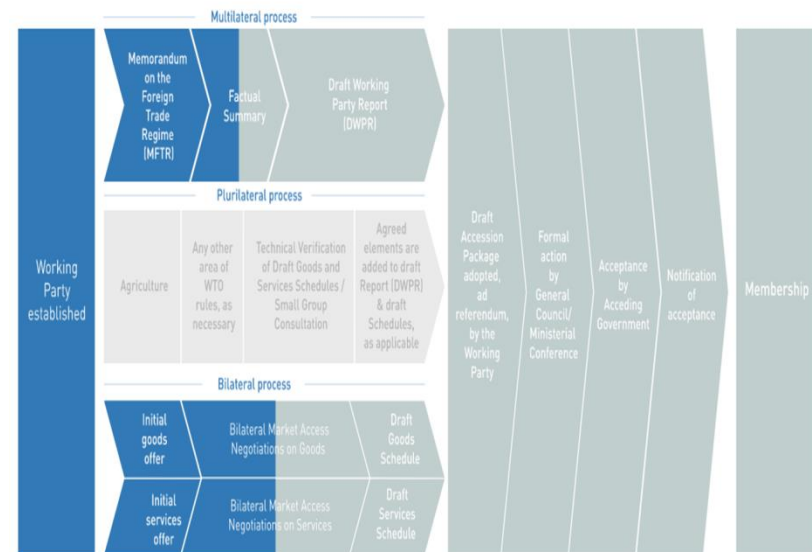 Multilateral process
Working
Party
established
Memorandum
on the
Foreign
Trade
Regime
(MFTR)
Factual
Summary
Draft Working
Party Report
(DWPR)
Plurilateral process
Agriculture
Any other
area of
WTO
rules, as
necessary
Technical Verification
of Draft Goods and
Services Schedules /
Small Group
Consultation
Agreed
elements are
added to draft
Report (DWPR)
& draft
Schedules,
as applicable
Bilateral process
Initial
goods
offer
Bilateral Market Access
Negotiations on Goods
Draft
Goods
Schedule
Initial
services
offer
Bilateral Market Access
Negotiations on Services
Draft
Services
Schedule
Draft
Accession
Package
adopted,
ad
referendum,
by the
Working
Party
Formal
action
by
General
Council/
Ministerial
Conference
Acceptance
by
Acceding
Government
Notification
of
acceptance
Membership